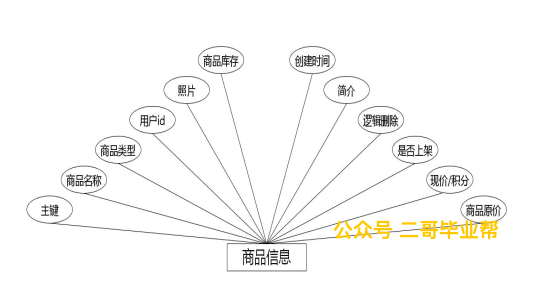 商品库存
创建时间
照片
简介
用户id
逻辑删除
商品类型
是否上架
商品名称
现价/积分
主键
商品原价
公众号 二哥毕业帮
商品信息